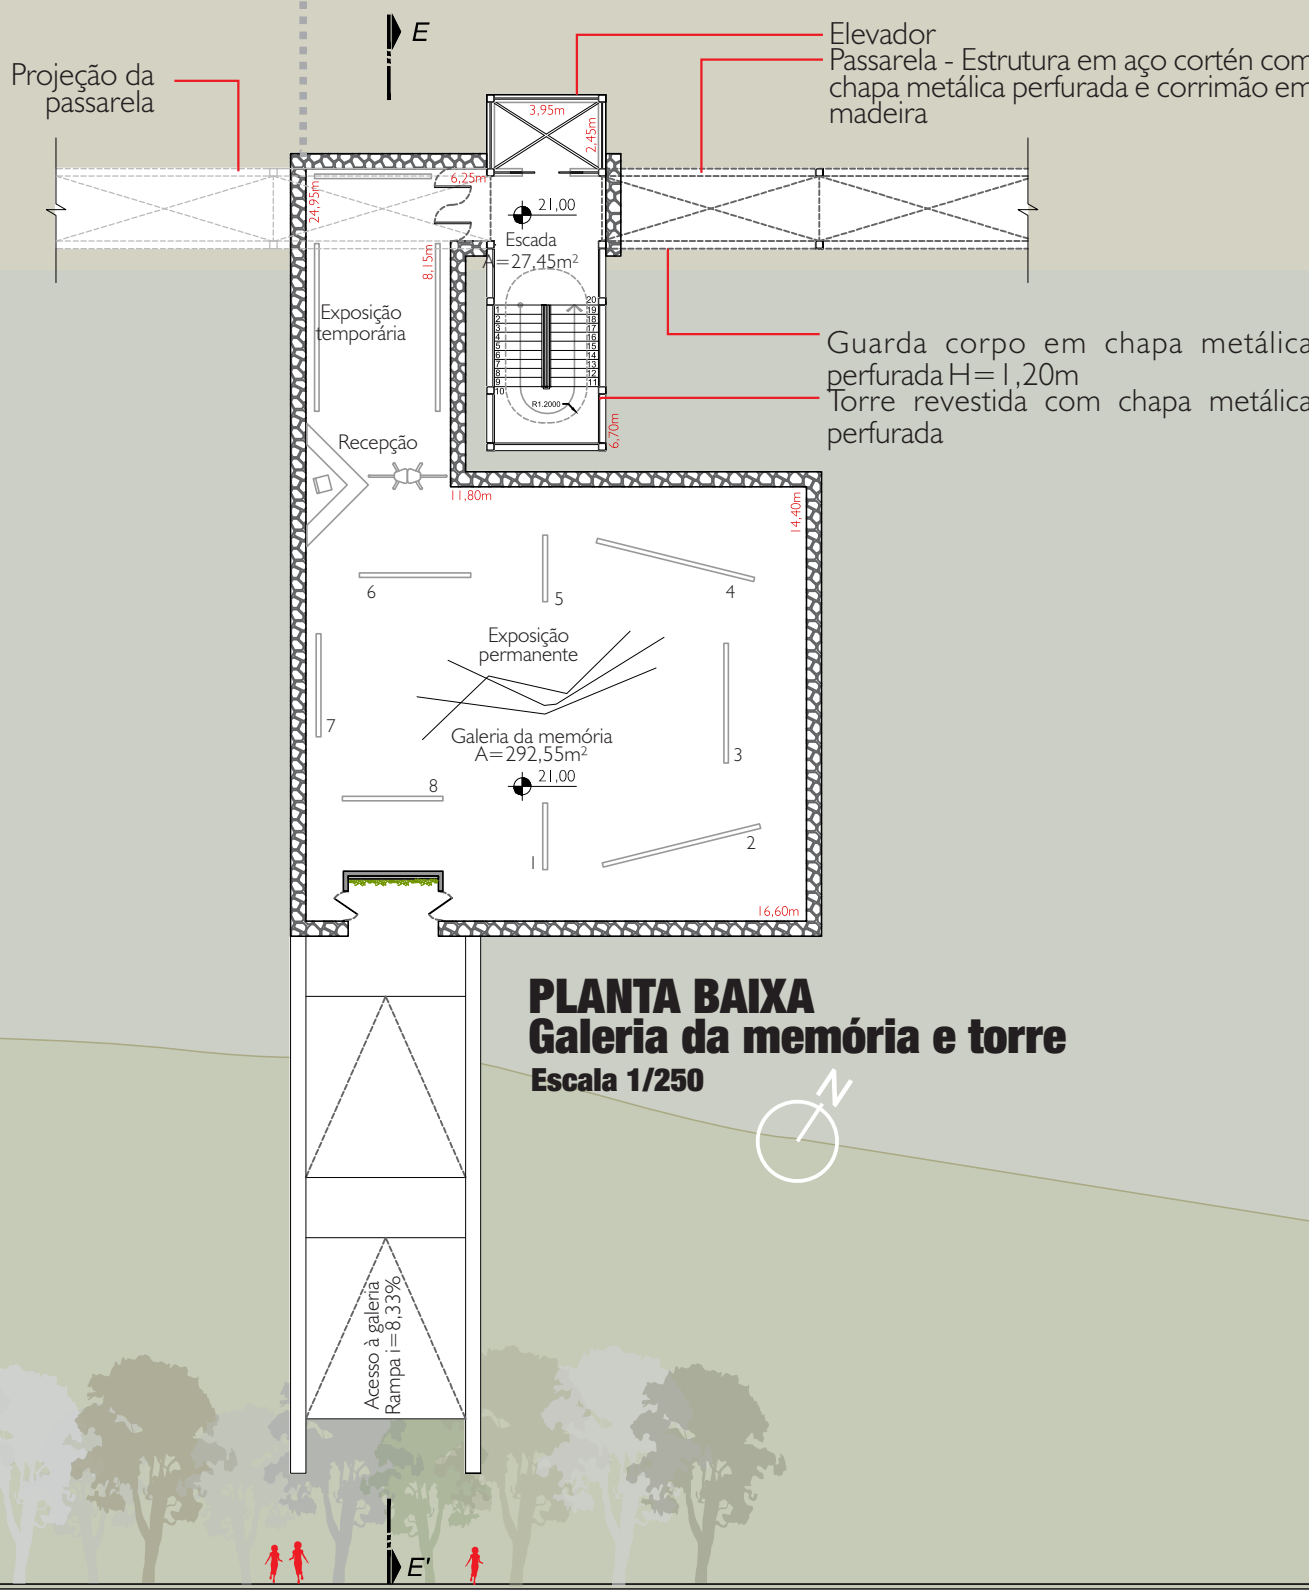 E
Elevador
Passarela - Estrutura em aço cortén com
chapa metálica perfurada e corrimão em
madeira
Projeção da
passarela
3,95m
2,45m
6,25m
24,95m
21,00
Escada
A=27,45m²
8,15m
Exposição
temporária
1
2
3
4
5
6
7
8
9
10
20
19
18
17
16
15
14
13
12
11
R1.2000
6,70m
Guarda corpo em chapa metálica
perfurada H=1,20m
Torre revestida com chapa metálica
perfurada
Recepção
11,80m
14,40m
6
5
4
Exposição
permanente
7
3
Galeria da memória
A=292,55m²
21,00
8
1
2
16,60m
PLANTA BAIXA
Galeria da memória e torre
Escala 1/250
N
Acesso à galeria
Rampa i=8,33%
E'